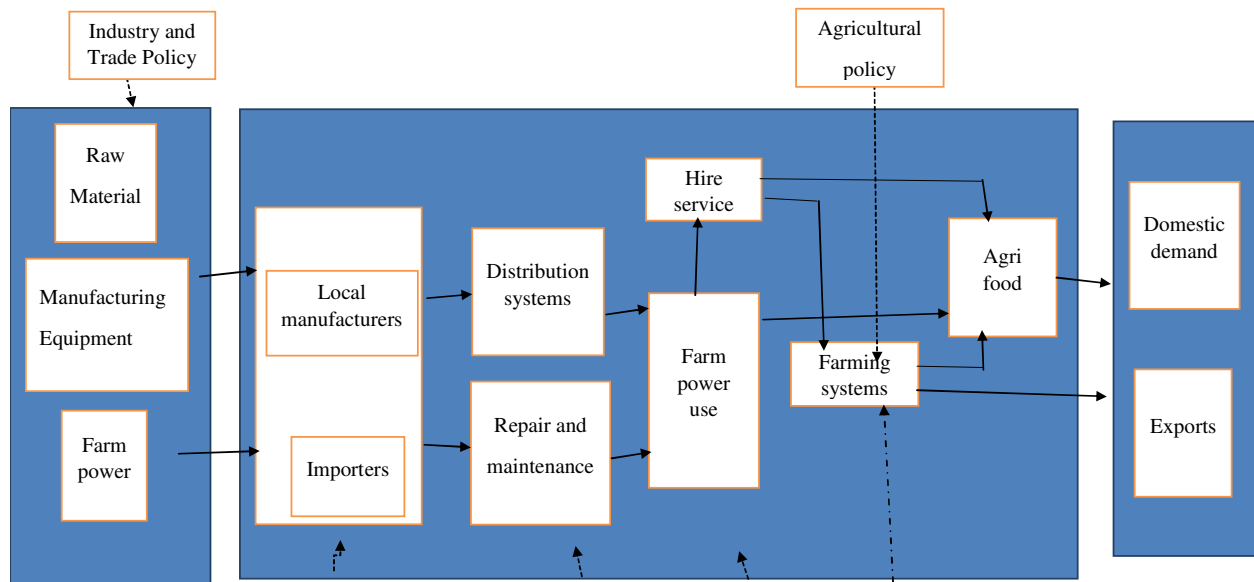 Industry and
Trade Policy
Agricultural
policy
Raw
Material
Manufacturing
Equipment
Farm
power
Local
manufacturers
Importers
Distribution
systems
Repair and
maintenance
Hire
service
Farm
power
use
Farming
systems
Agri
food
Domestic
demand
Exports